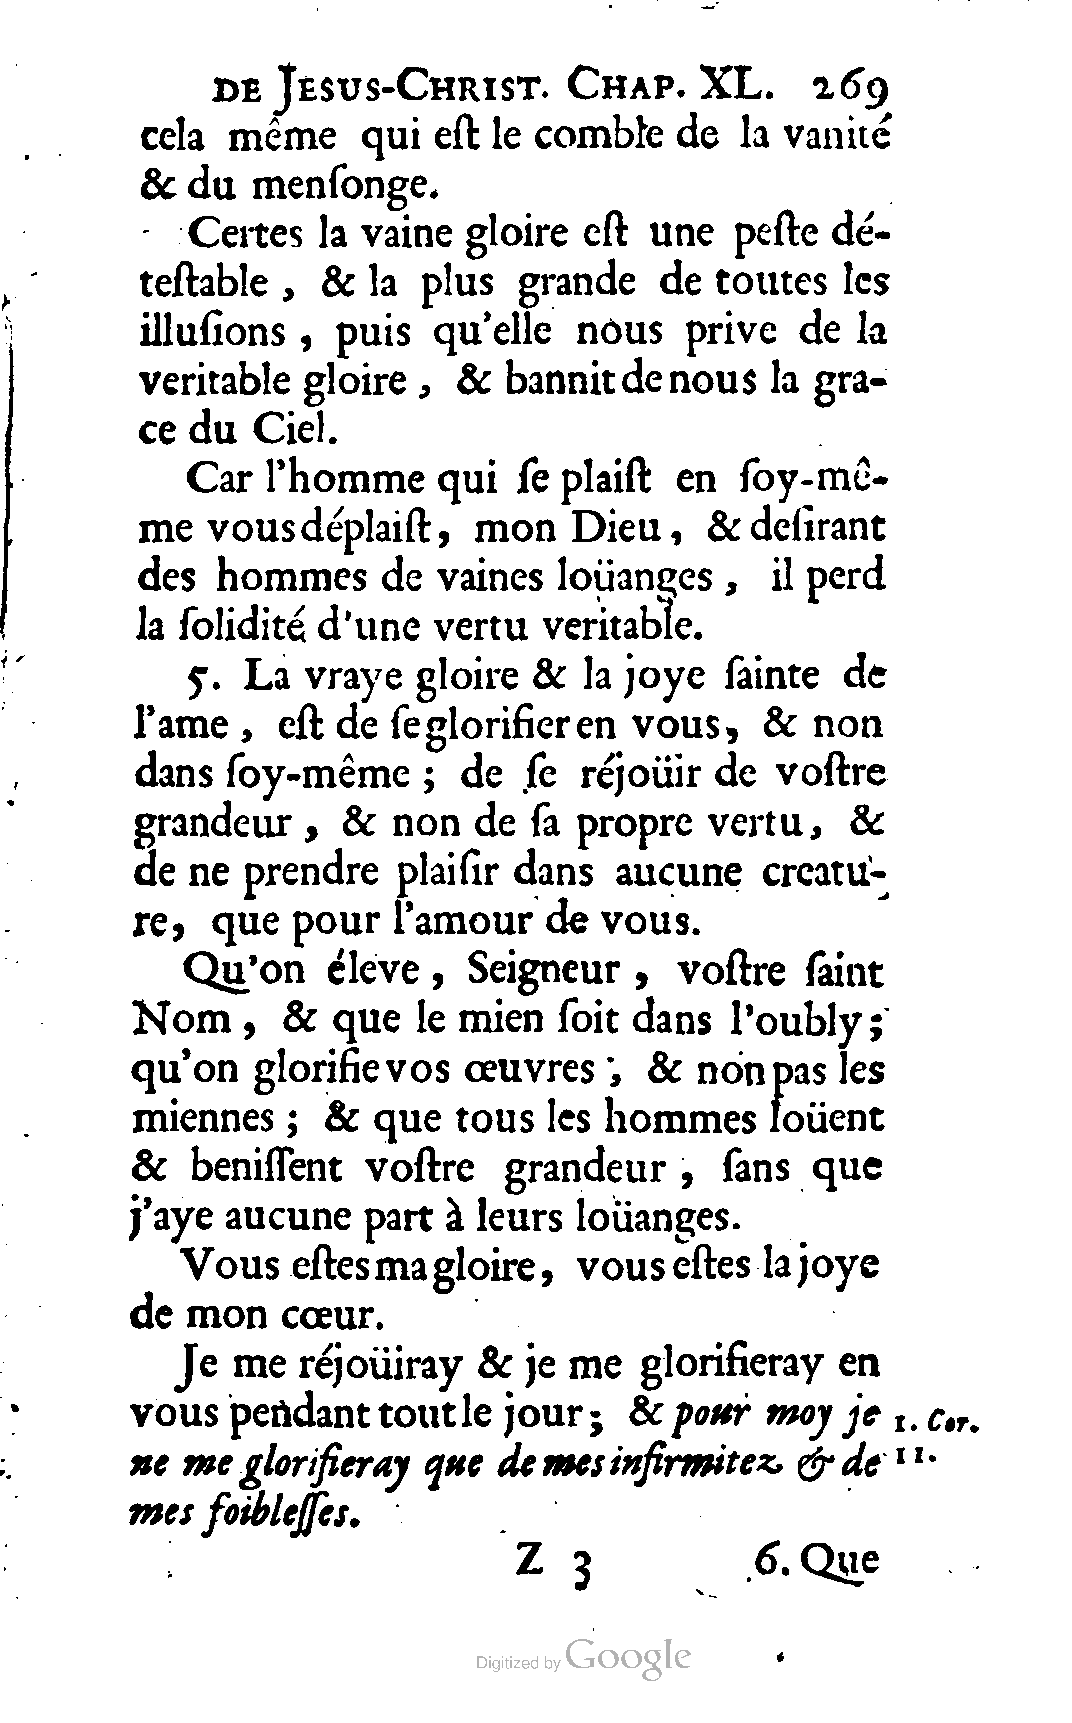 DE JESUS-CHRIST. CHAP. XL. 269
cela même qui eſt le comble de la vanité
& du menſonge.
Certes la vaine gloire eſt une peſte dé-
teſtable , & la plus grande de toutes les
illuſions , puis qu'elle nous prive de la
veritable gloire , & bannit de nous la gra-
ce du Ciel.
Car l'homme qui ſe plaiſt en ſoy-mê-
me vous déplaiſt, mon Dieu , & deſirant
des hommes de vaines loüanges , il perd
la ſolidité d'une vertu veritable.
5. La vraye gloire & la joye ſainte de
l'ame , eſt de ſe glorifier en vous, & non
dans ſoy-même ; de ſe réjoüir de voſtre
grandeur , & non de ſa propre vertu, &
de ne prendre plaiſir dans aucune creatu-
re, que pour l'amour de vous.
Qu'on éleve , Seigneur , voſtre ſaint
Nom , & que le mien ſoit dans l'oubly ;
qu'on glorifie vos œuvres ; & non pas les
miennes ; & que tous les hommes loüent
& beniſſent voſtre grandeur , ſans que
j'aye aucune part à leurs loüanges.
Vous eſtes ma gloire, vous eſtes la joye
de mon cœur.
Je me réjoüiray & je me glorifieray en
vous pendant tout le jour ; & pour moy je 1. Cor.
ne me glorifieray que de mes infirmitez & de 11.
mes foibleſſes.
Z 3 6. Que
Digitized by Google